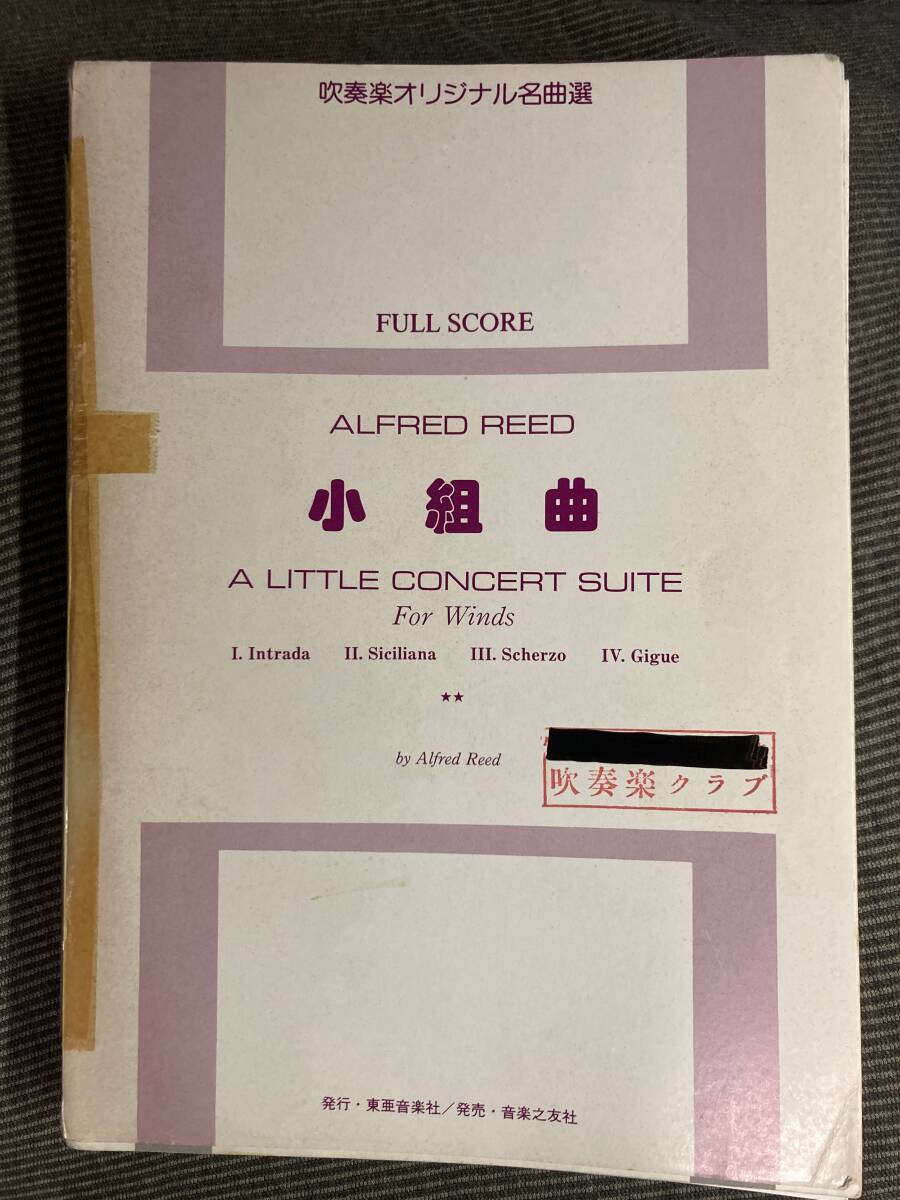 吹奏楽オリジナル名曲選
FULL SCORE
ALFRED REED
小組曲
A LITTLE CONCERT SUITE
For Winds
I. Intrada II. Siciliana III. Scherzo IV. Gigue
★★
by Alfred Reed
吹奏楽クラブ
発行・東亜音楽社/発売・音楽之友社